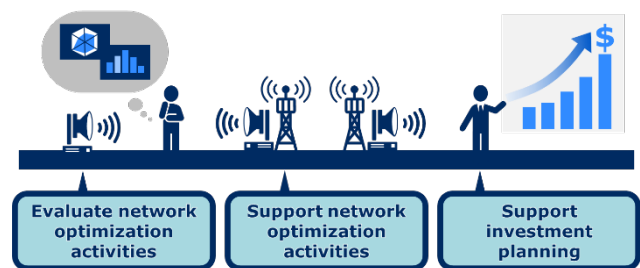 $
Evaluate network
optimization
activities
Support network
optimization
activities
Support
investment
planning